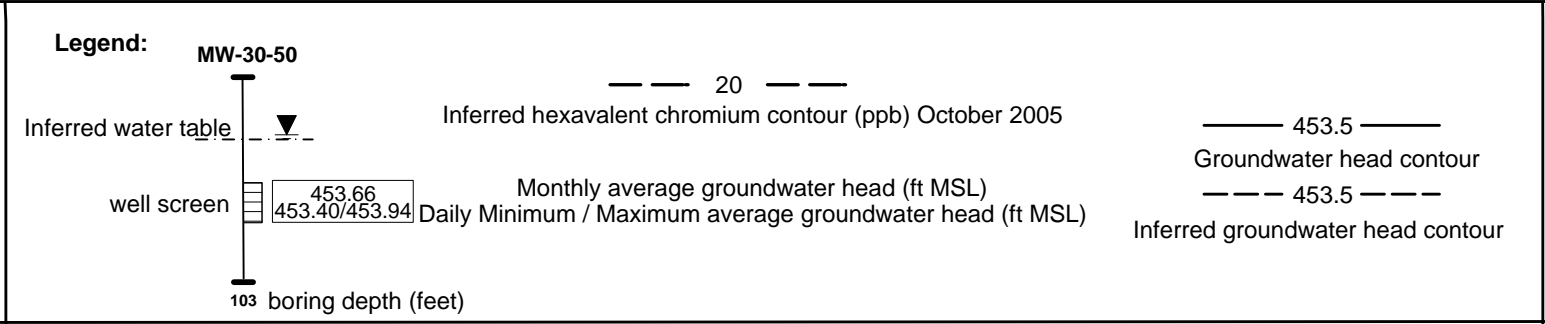 Legend:
MW-30-50
Inferred water table
well screen
453.66
453.40/453.94
103 boring depth (feet)
20
Inferred hexavalent chromium contour (ppb) October 2005
Monthly average groundwater head (ft MSL)
Daily Minimum / Maximum average groundwater head (ft MSL)
453.5
Groundwater head contour
453.5
Inferred groundwater head contour